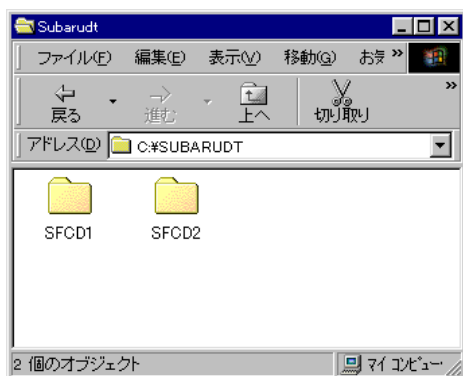 Subarudt
ファイル(F) 編集(E) 表示(V) 移動(G) お気 »
戻る 進む 上へ 切り取り »
アドレス(D) C:¥SUBARUDT
SFCD1 SFCD2
2 個のオブジェクト マイ コンピュー